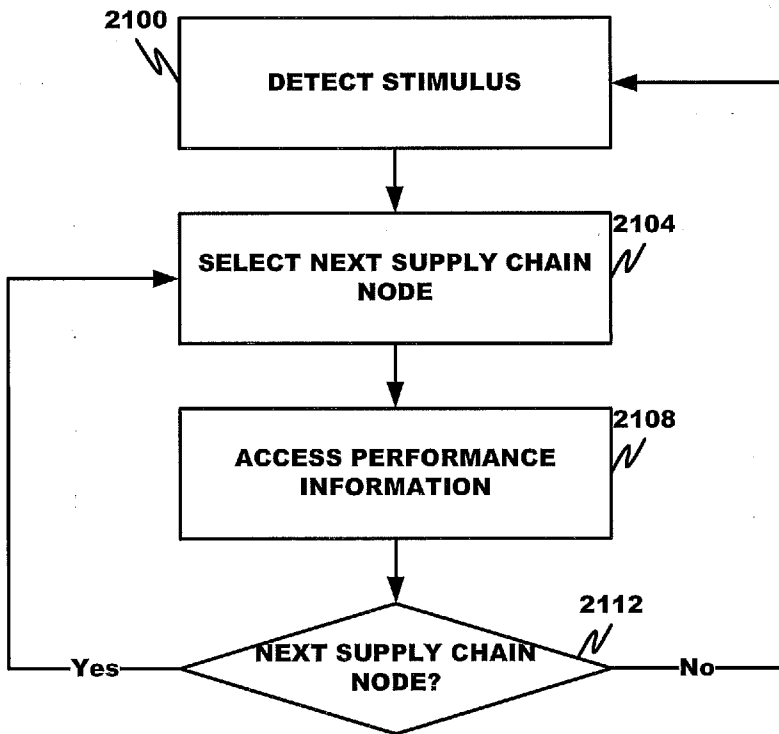 2100
DETECT STIMULUS
2104
SELECT NEXT SUPPLY CHAIN
NODE
2108
ACCESS PERFORMANCE
INFORMATION
2112
NEXT SUPPLY CHAIN
NODE?
Yes
No